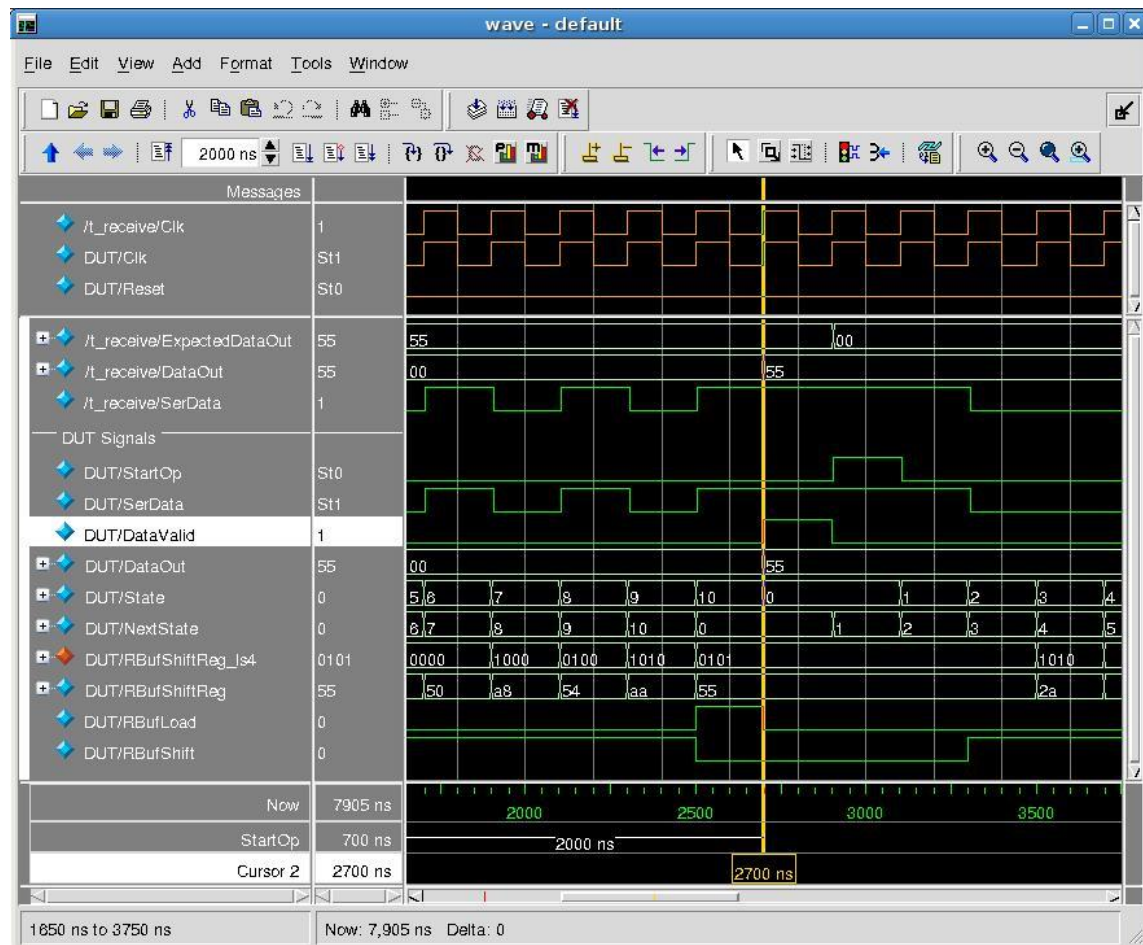 wave - default
File Edit View Add Format Tools Window
2000 ns
Messages
/t_receive/Clk 1
DUT/Clk St1
DUT/Reset St0
/t_receive/ExpectedDataOut 55 55 00
/t_receive/DataOut 55 00 55
/t_receive/SerData 1
DUT Signals
DUT/StartOp St0
DUT/SerData St1
DUT/DataValid 1
DUT/DataOut 55 00 55
DUT/State 0 5 6 7 8 9 10 0 1 2 3 4
DUT/NextState 0 6 7 8 9 10 0 1 2 3 4 5
DUT/RBufShiftReg_ls4 0101 0000 1000 0100 1010 0101 1010
DUT/RBufShiftReg 55 50 a8 54 aa 55 2a
DUT/RBufLoad 0
DUT/RBufShift 0
Now 7905 ns 2000 2500 3000 3500
StartOp 700 ns 2000 ns
Cursor 2 2700 ns 2700 ns
1650 ns to 3750 ns Now: 7,905 ns Delta: 0